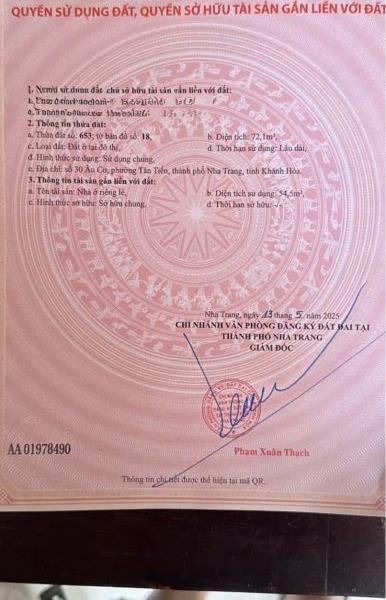 QUYỀN SỬ DỤNG ĐẤT, QUYỀN SỞ HỮU TÀI SẢN GẮN LIỀN VỚI ĐẤT
1. Người sử dụng đất, chủ sở hữu tài sản gắn liền với đất:
2. Thông tin thửa đất:
a. Thửa đất số: 653; tờ bản đồ số: 18, b. Diện tích: 72,1m²,
c. Loại đất: Đất ở tại đô thị, d. Thời hạn sử dụng: Lâu dài,
đ. Hình thức sử dụng: Sử dụng chung,
e. Địa chỉ: số 30 Âu Cơ, phường Tân Tiến, thành phố Nha Trang, tỉnh Khánh Hòa.
3. Thông tin tài sản gắn liền với đất:
a. Tên tài sản: Nhà ở riêng lẻ, b. Diện tích sử dụng: 54,5m²,
c. Hình thức sở hữu: Sở hữu chung, d. Thời hạn sở hữu: -/-
Nha Trang, ngày 13 tháng 5 năm 2025
CHI NHÁNH VĂN PHÒNG ĐĂNG KÝ ĐẤT ĐAI TẠI
THÀNH PHỐ NHA TRANG
GIÁM ĐỐC
AA 01978490
Phạm Xuân Thạch
Thông tin chi tiết được thể hiện tại mã QR.